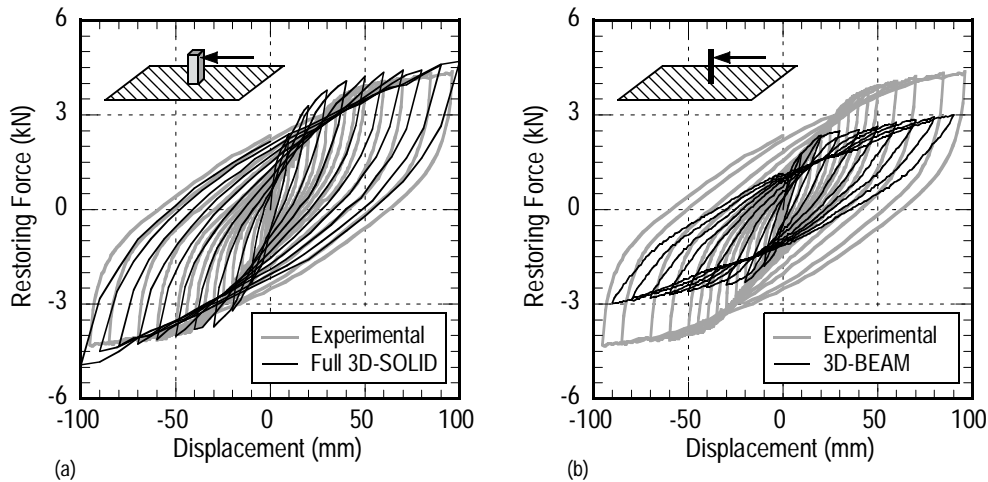 6
3
0
-3
-6
Restoring Force (kN)
-100
-50
0
50
100
Displacement (mm)
Experimental
Full 3D-SOLID
(a)
6
3
0
-3
-6
Restoring Force (kN)
-100
-50
0
50
100
Displacement (mm)
Experimental
3D-BEAM
(b)